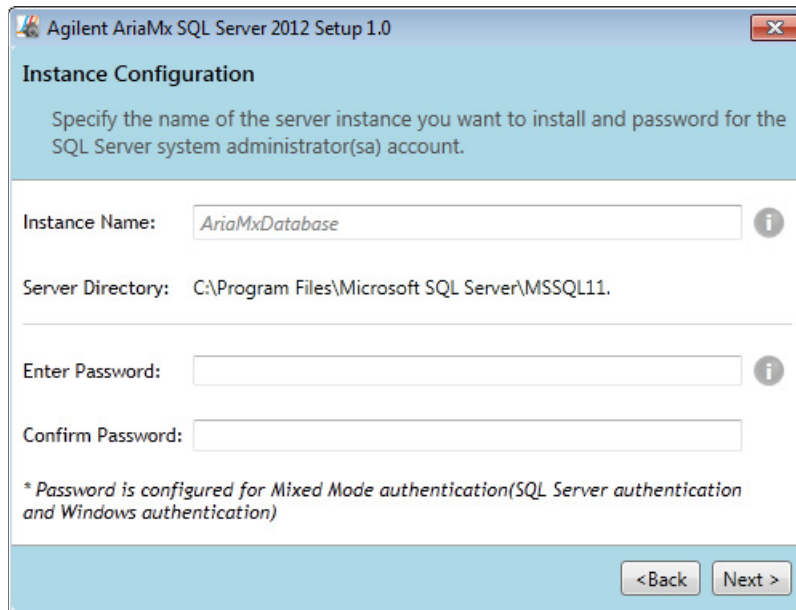 Agilent AriaMx SQL Server 2012 Setup 1.0
Instance Configuration
Specify the name of the server instance you want to install and password for the
SQL Server system administrator(sa) account.
Instance Name: AriaMxDatabase
Server Directory: C:\Program Files\Microsoft SQL Server\MSSQL11.
Enter Password:
Confirm Password:
* Password is configured for Mixed Mode authentication(SQL Server authentication
and Windows authentication)
<Back Next >